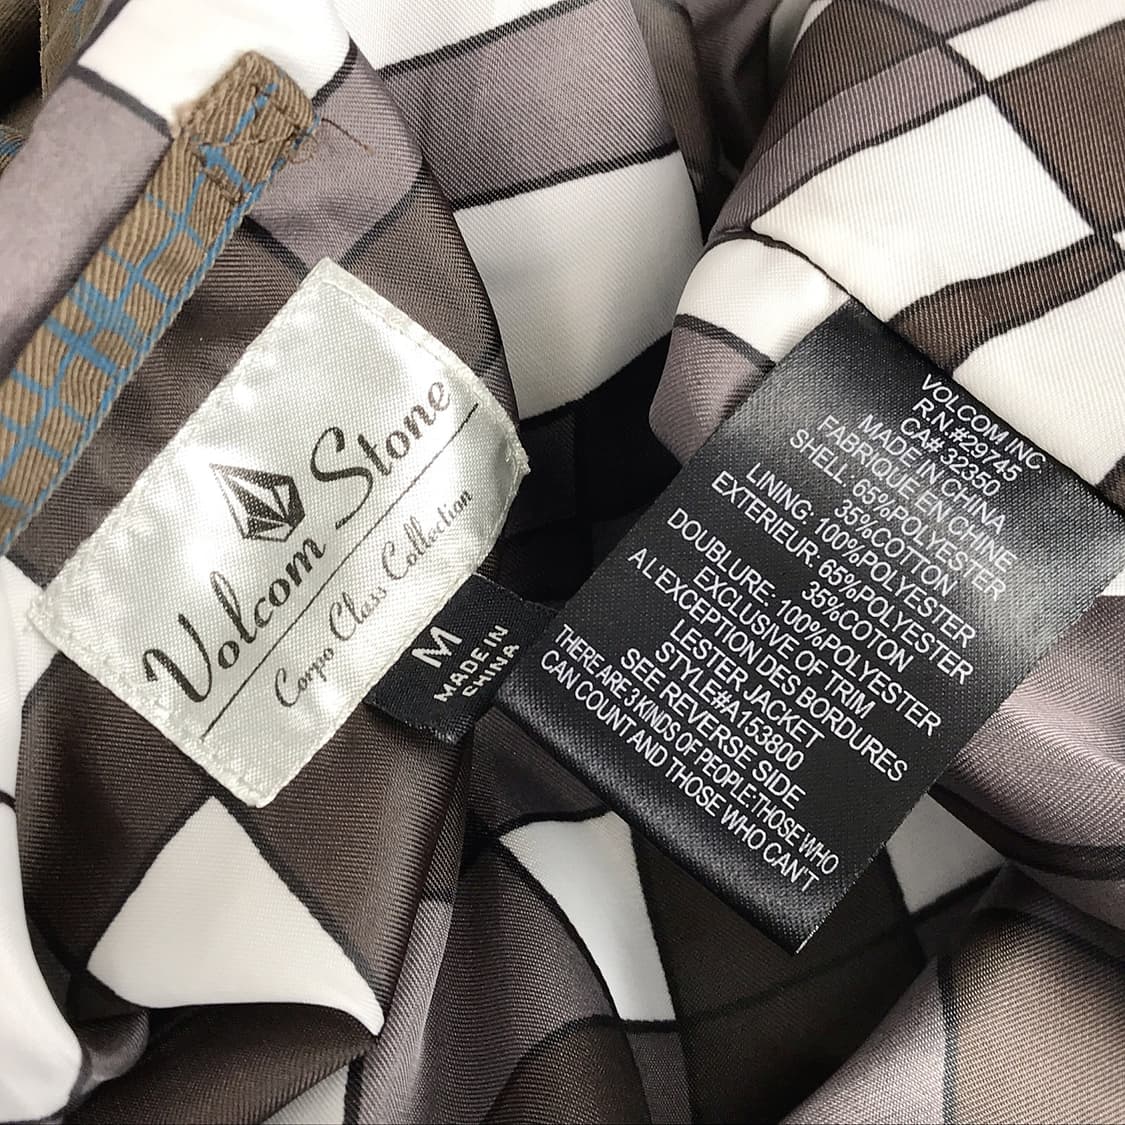 Volcom Stone
Corpo Class Collection
M
MADE IN
CHINA
VOLCOM INC.
R.N.#29745
CA# 32350
MADE IN CHINA
FABRIQUE EN CHINE
SHELL: 65%POLYESTER
35%COTTON
LINING: 100%POLYESTER
EXTERIEUR: 65%POLYESTER
35%COTON
DOUBLURE: 100%POLYESTER
EXCLUSIVE OF TRIM
AL'EXCEPTION DES BORDURES
LESTER JACKET
STYLE#A153800
SEE REVERSE SIDE
THERE ARE 3 KINDS OF PEOPLE:THOSE WHO
CAN COUNT AND THOSE WHO CAN'T